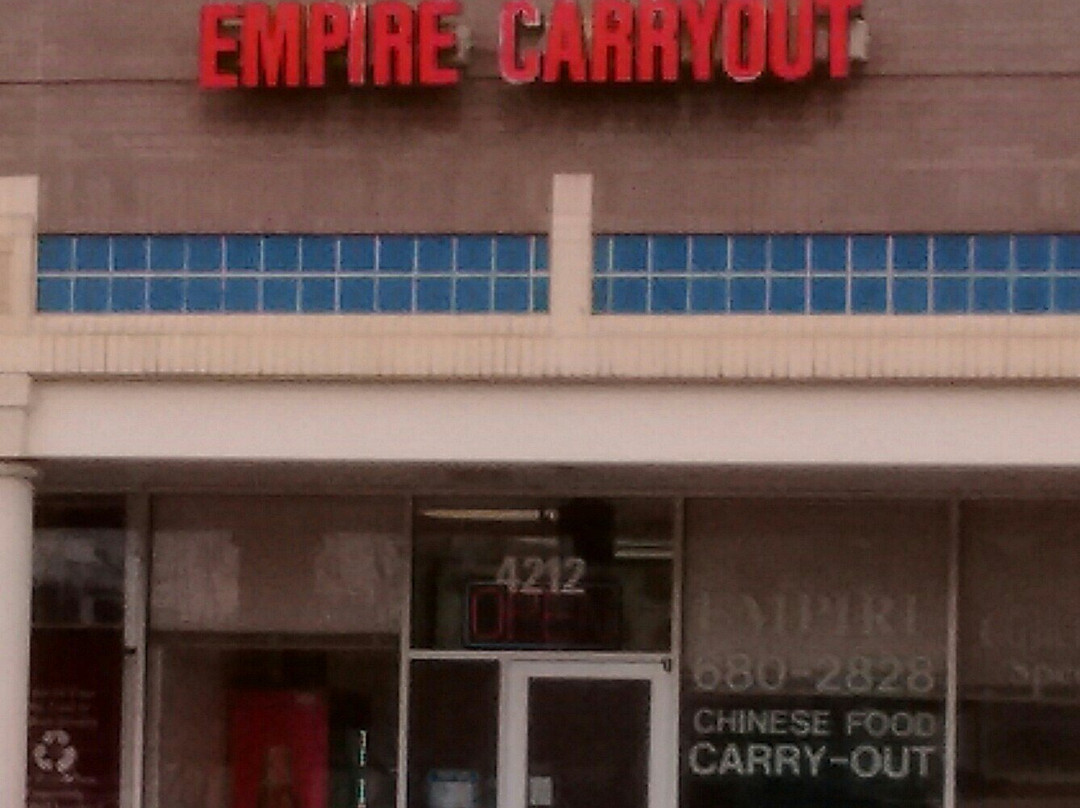 EMPIRE CARRYOUT
4212
OPEN
EMPIRE
680-2828
CHINESE FOOD
CARRY-OUT